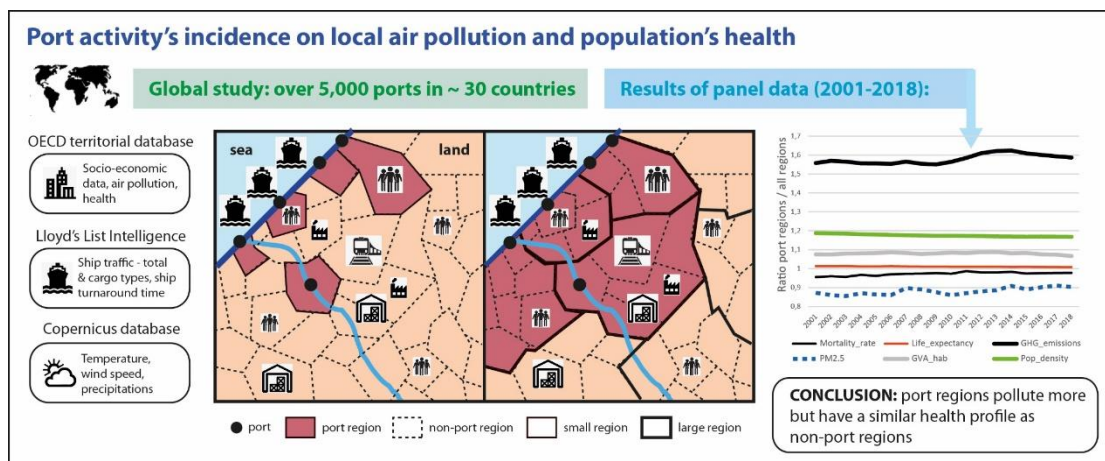 Port activity's incidence on local air pollution and population's health
Global study: over 5,000 ports in ~ 30 countries
Results of panel data (2001-2018):
OECD territorial database
Socio-economic
data, air pollution,
health
Lloyd's List Intelligence
Ship traffic - total
& cargo types, ship
turnaround time
Copernicus database
Temperature,
wind speed,
precipitations
sea
land
port
port region
non-port region
small region
large region
Ratio port regions / all regions
1,7
1,6
1,5
1,4
1,3
1,2
1,1
1
0,9
0,8
2001
2002
2003
2004
2005
2006
2007
2008
2009
2010
2011
2012
2013
2014
2015
2016
2017
2018
Mortality_rate
Life_expectancy
GHG_emissions
PM2.5
GVA_hab
Pop_density
CONCLUSION: port regions pollute more
but have a similar health profile as
non-port regions